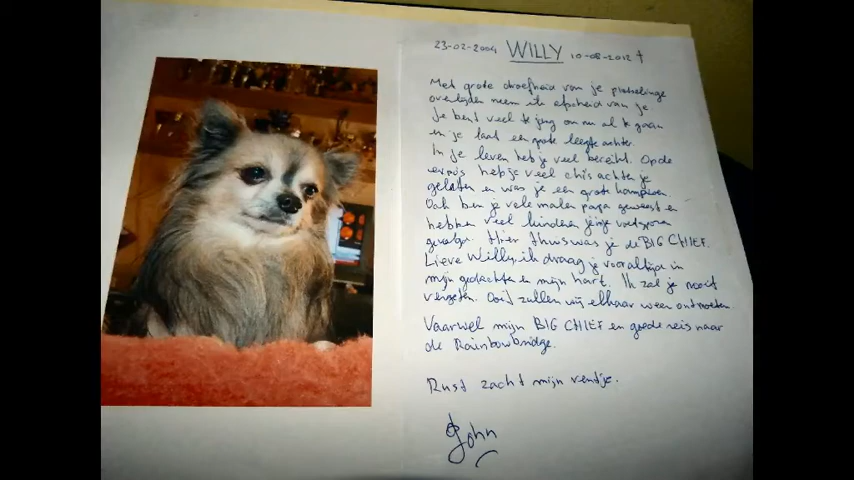 23-02-2004 WILLY 10-08-2012 †
Met grote droefheid van je plotselinge
overlijden neem ik afscheid van je
Je bent veel te jong om nu al te gaan
en je laat een grote leegte achter.
In je leven heb je veel bereikt. Op de
heb je veel chi's achter je
gelaten en was je een grote kampioen
Ook ben je vele malen papa geweest en
hebben veel kinderen jouw voetsporen
gevolgd. Hier thuis was je de BIG CHIEF.
Lieve Willy, ik draag je voor altijd in
mijn gedachten en mijn hart. Ik zal je nooit
vergeten. Ooit zullen wij elkaar weer ontmoeten.
Vaarwel mijn BIG CHIEF en goede reis naar
de Rainbowbridge.
Rust zacht mijn ventje.
John